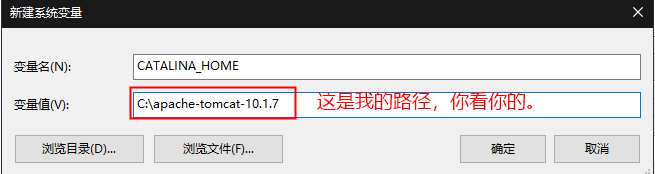 新建系统变量
变量名(N):
CATALINA_HOME
变量值(V):
C:\apache-tomcat-10.1.7
这是我的路径，你看你的。
浏览目录(D)...
浏览文件(F)...
确定
取消